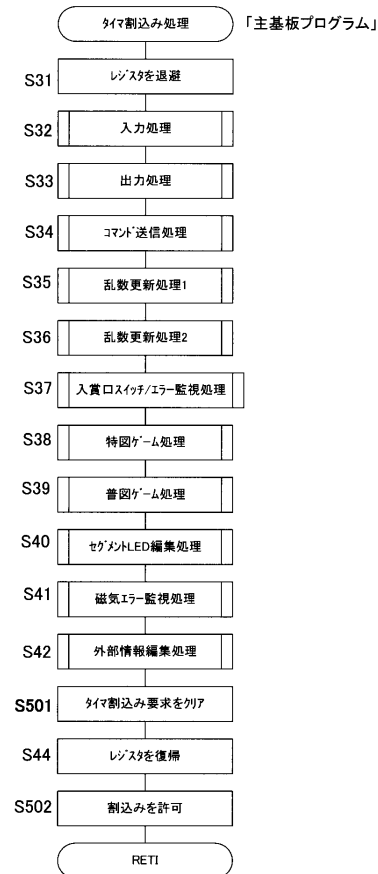 タイマ割込み処理 「主基板プログラム」
S31 レジスタを退避
S32 入力処理
S33 出力処理
S34 コマンド送信処理
S35 乱数更新処理1
S36 乱数更新処理2
S37 入賞口スイッチ/エラー監視処理
S38 特図ゲーム処理
S39 普図ゲーム処理
S40 セグメントLED編集処理
S41 磁気エラー監視処理
S42 外部情報編集処理
S501 タイマ割込み要求をクリア
S44 レジスタを復帰
S502 割込みを許可
RETI